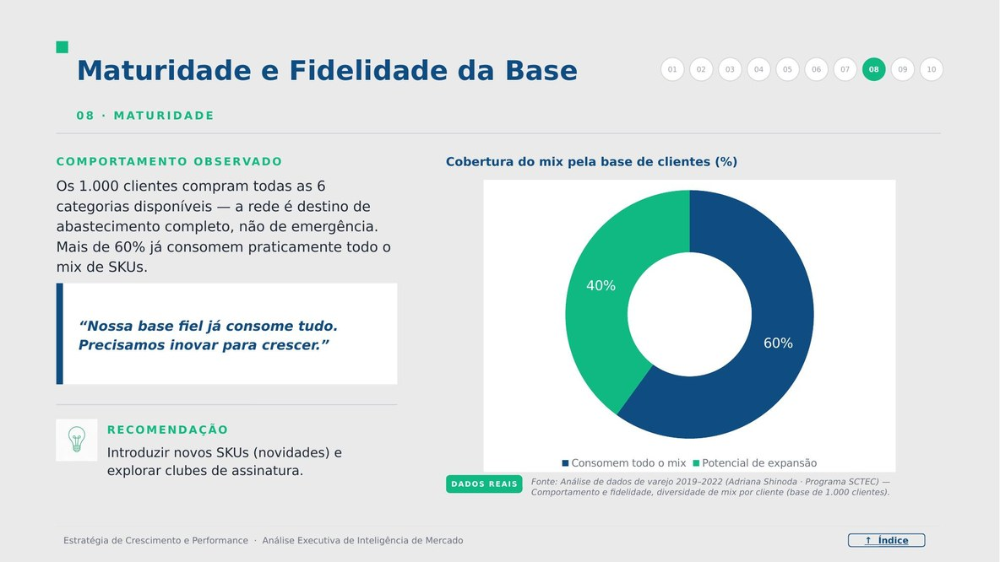 Maturidade e Fidelidade da Base
01 02 03 04 05 06 07 08 09 10
08 · MATURIDADE
COMPORTAMENTO OBSERVADO
Os 1.000 clientes compram todas as 6
categorias disponíveis — a rede é destino de
abastecimento completo, não de emergência.
Mais de 60% já consomem praticamente todo o
mix de SKUs.
“Nossa base fiel já consome tudo.
Precisamos inovar para crescer.”
RECOMENDAÇÃO
Introduzir novos SKUs (novidades) e
explorar clubes de assinatura.
Cobertura do mix pela base de clientes (%)
40%
60%
Consomem todo o mix Potencial de expansão
DADOS REAIS
Fonte: Análise de dados de varejo 2019–2022 (Adriana Shinoda · Programa SCTEC) —
Comportamento e fidelidade, diversidade de mix por cliente (base de 1.000 clientes).
Estratégia de Crescimento e Performance · Análise Executiva de Inteligência de Mercado
↑ Índice